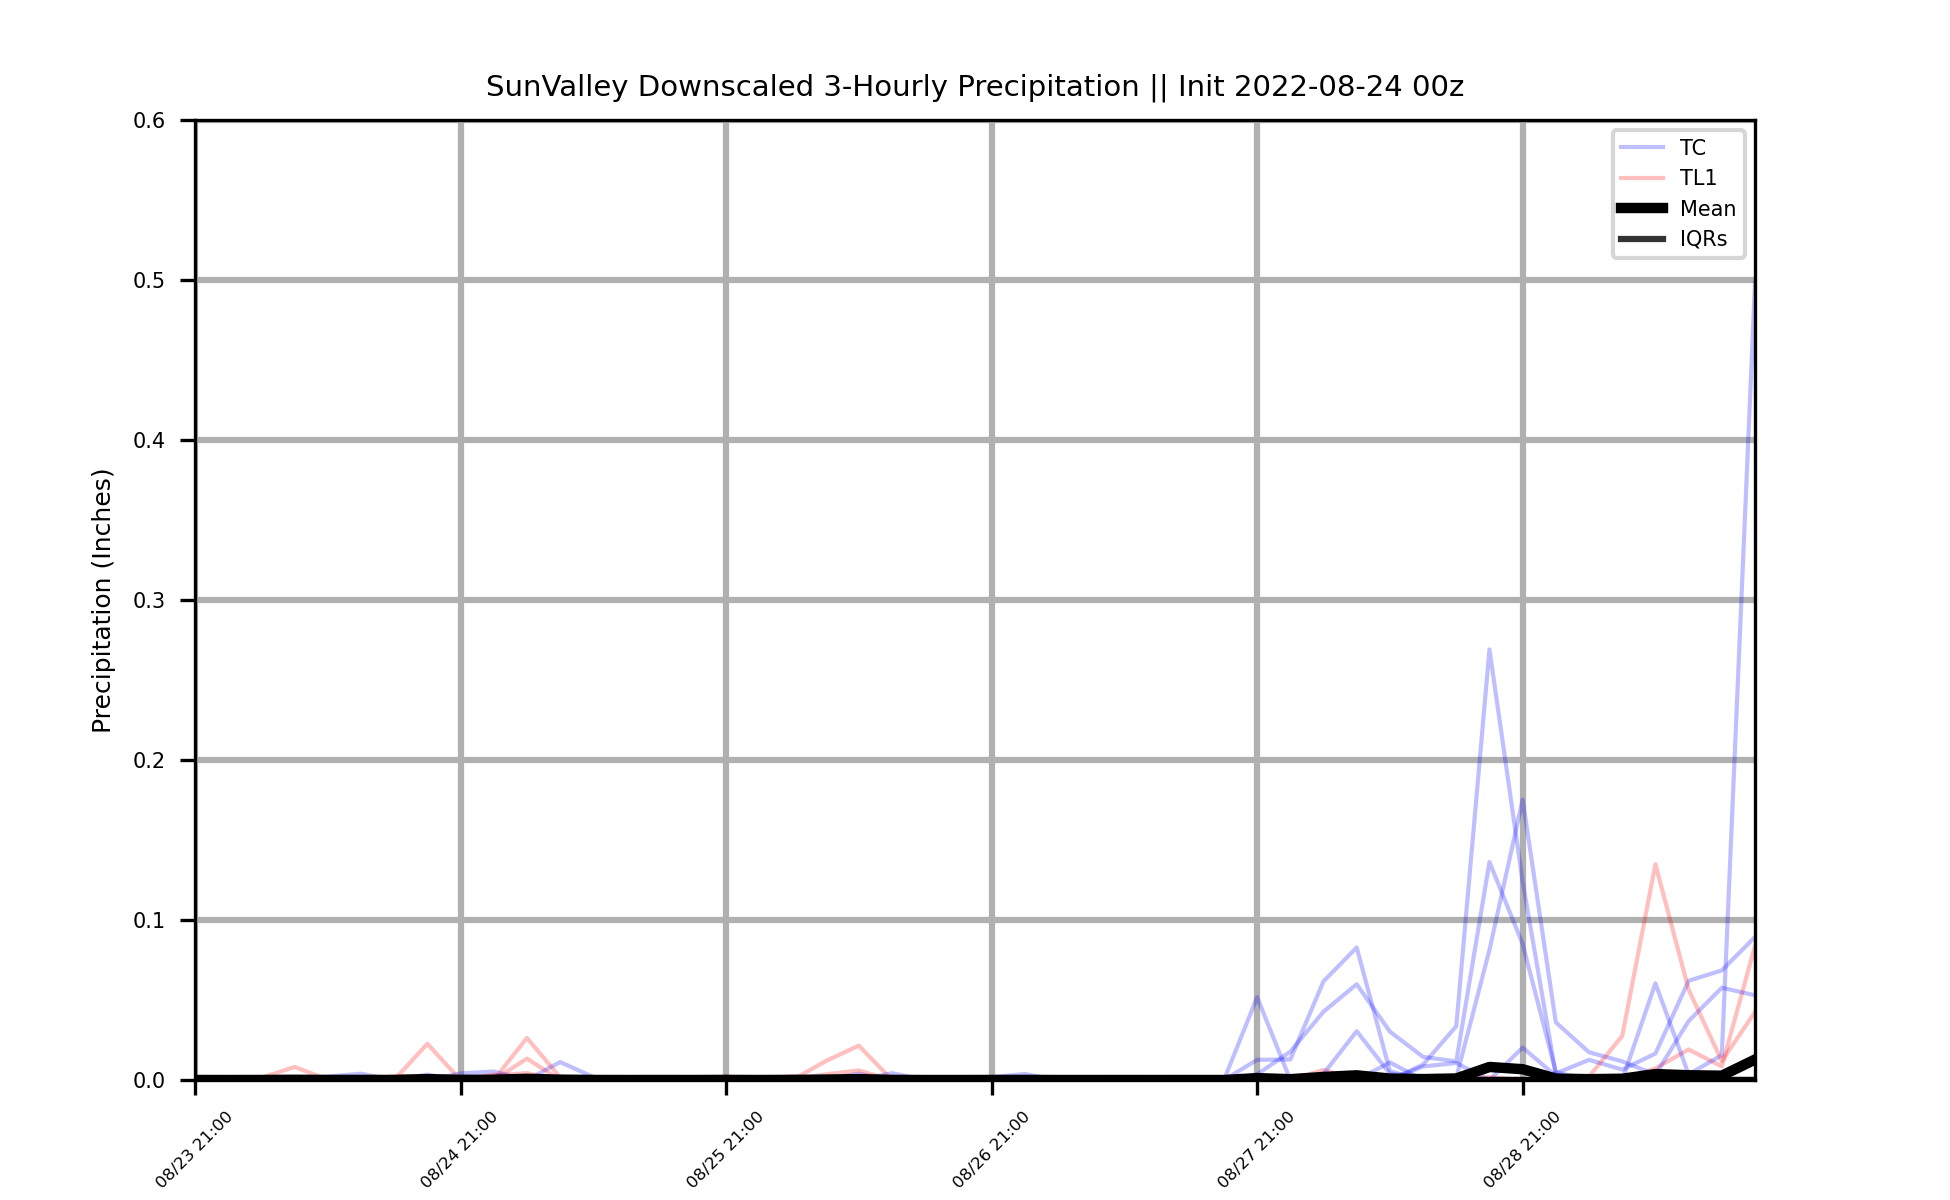 SunValley Downscaled 3-Hourly Precipitation || Init 2022-08-24 00z
TC
TL1
Mean
IQRs
Precipitation (Inches)
0.6
0.5
0.4
0.3
0.2
0.1
0.0
08/23 21:00
08/24 21:00
08/25 21:00
08/26 21:00
08/27 21:00
08/28 21:00